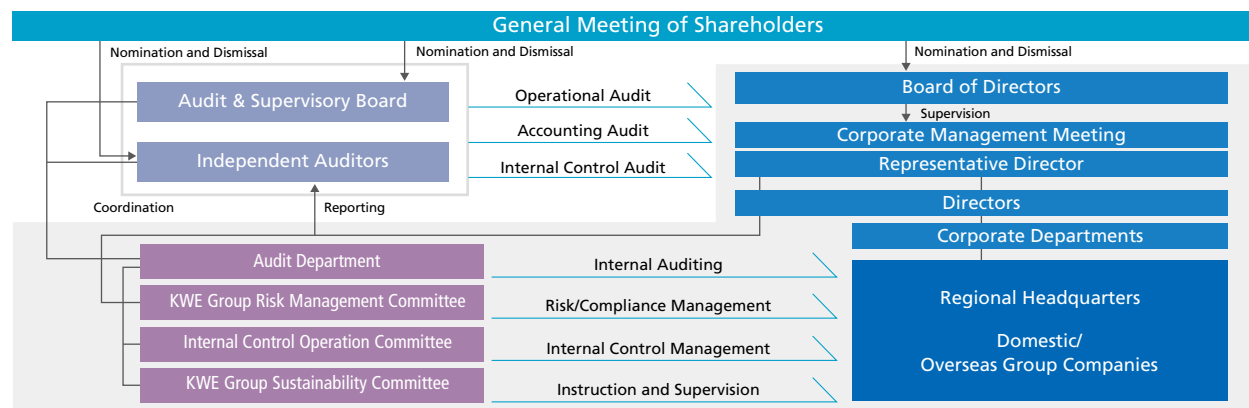 General Meeting of Shareholders
Nomination and Dismissal
Nomination and Dismissal
Nomination and Dismissal
Audit & Supervisory Board
Independent Auditors
Operational Audit
Accounting Audit
Internal Control Audit
Board of Directors
Supervision
Corporate Management Meeting
Representative Director
Directors
Corporate Departments
Coordination
Reporting
Audit Department
Internal Auditing
KWE Group Risk Management Committee
Risk/Compliance Management
Internal Control Operation Committee
Internal Control Management
KWE Group Sustainability Committee
Instruction and Supervision
Regional Headquarters
Domestic/
Overseas Group Companies